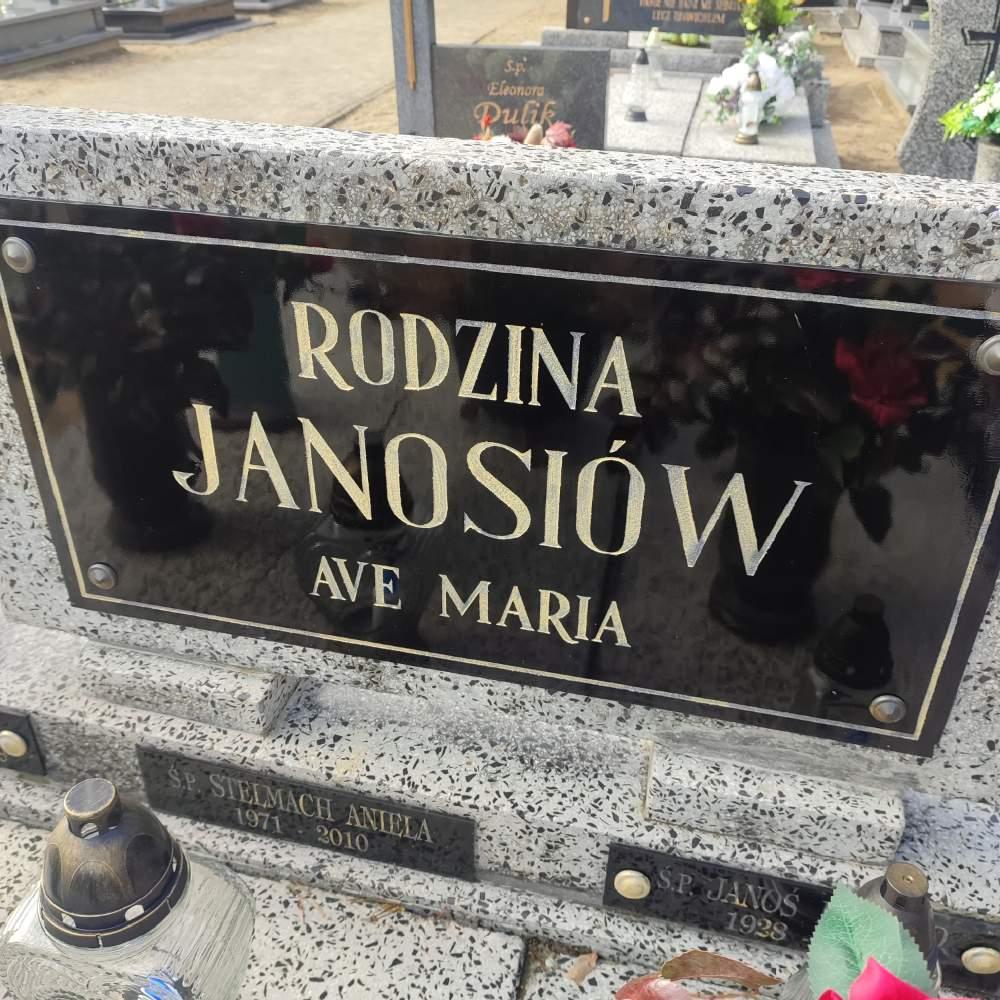 Ś.p.
Eleonora
Dulik
RODZINA
JANOSIÓW
AVE MARIA
Ś.P. STELMACH ANIELA
1971 - 2010
Ś.P. JANOŚ
1928